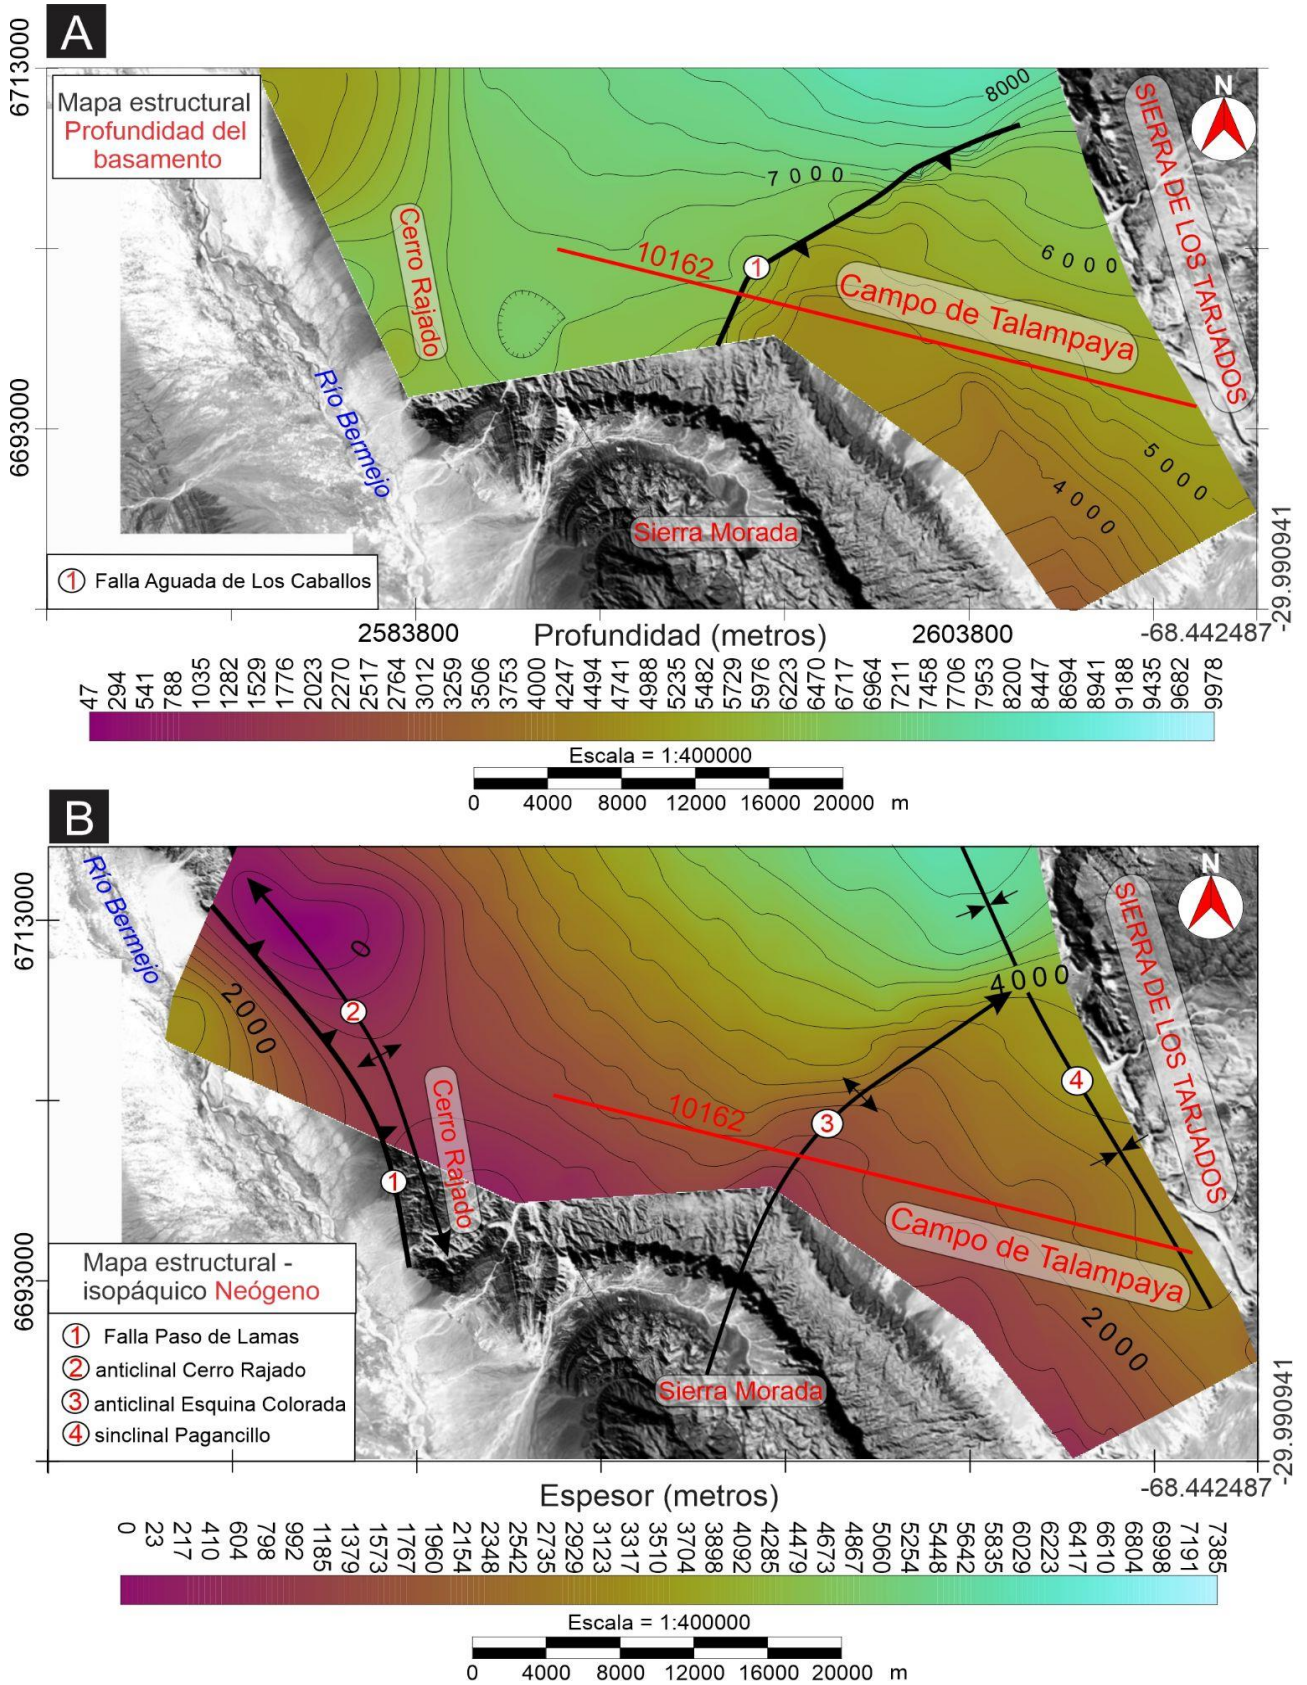 A
6713000
6693000
Mapa estructural
Profundidad del
basamento
N
SIERRA DE LOS TARJADOS
8000
7000
6000
5000
4000
Cerro Rajado
10162
1
Campo de Talampaya
Río Bermejo
Sierra Morada
1 Falla Aguada de Los Caballos
2583800
Profundidad (metros)
2603800
-68.442487
-29.990941
47 294 541 788 1035 1282 1529 1776 2023 2270 2517 2764 3012 3259 3506 3753 4000 4247 4494 4741 4988 5235 5482 5729 5976 6223 6470 6717 6964 7211 7458 7706 7953 8200 8447 8694 8941 9188 9435 9682 9978
Escala = 1:400000
0 4000 8000 12000 16000 20000 m
B
Río Bermejo
6713000
6693000
N
SIERRA DE LOS TARJADOS
0
2000
4000
2
Cerro Rajado
1
10162
3
4
Campo de Talampaya
2000
Sierra Morada
Mapa estructural -
isopáquico Neógeno
1 Falla Paso de Lamas
2 anticlinal Cerro Rajado
3 anticlinal Esquina Colorada
4 sinclinal Pagancillo
-29.990941
-68.442487
Espesor (metros)
0 23 217 410 604 798 992 1185 1379 1573 1767 1960 2154 2348 2542 2735 2929 3123 3317 3510 3704 3898 4092 4285 4479 4673 4867 5060 5254 5448 5642 5835 6029 6223 6417 6610 6804 6998 7191 7385
Escala = 1:400000
0 4000 8000 12000 16000 20000 m